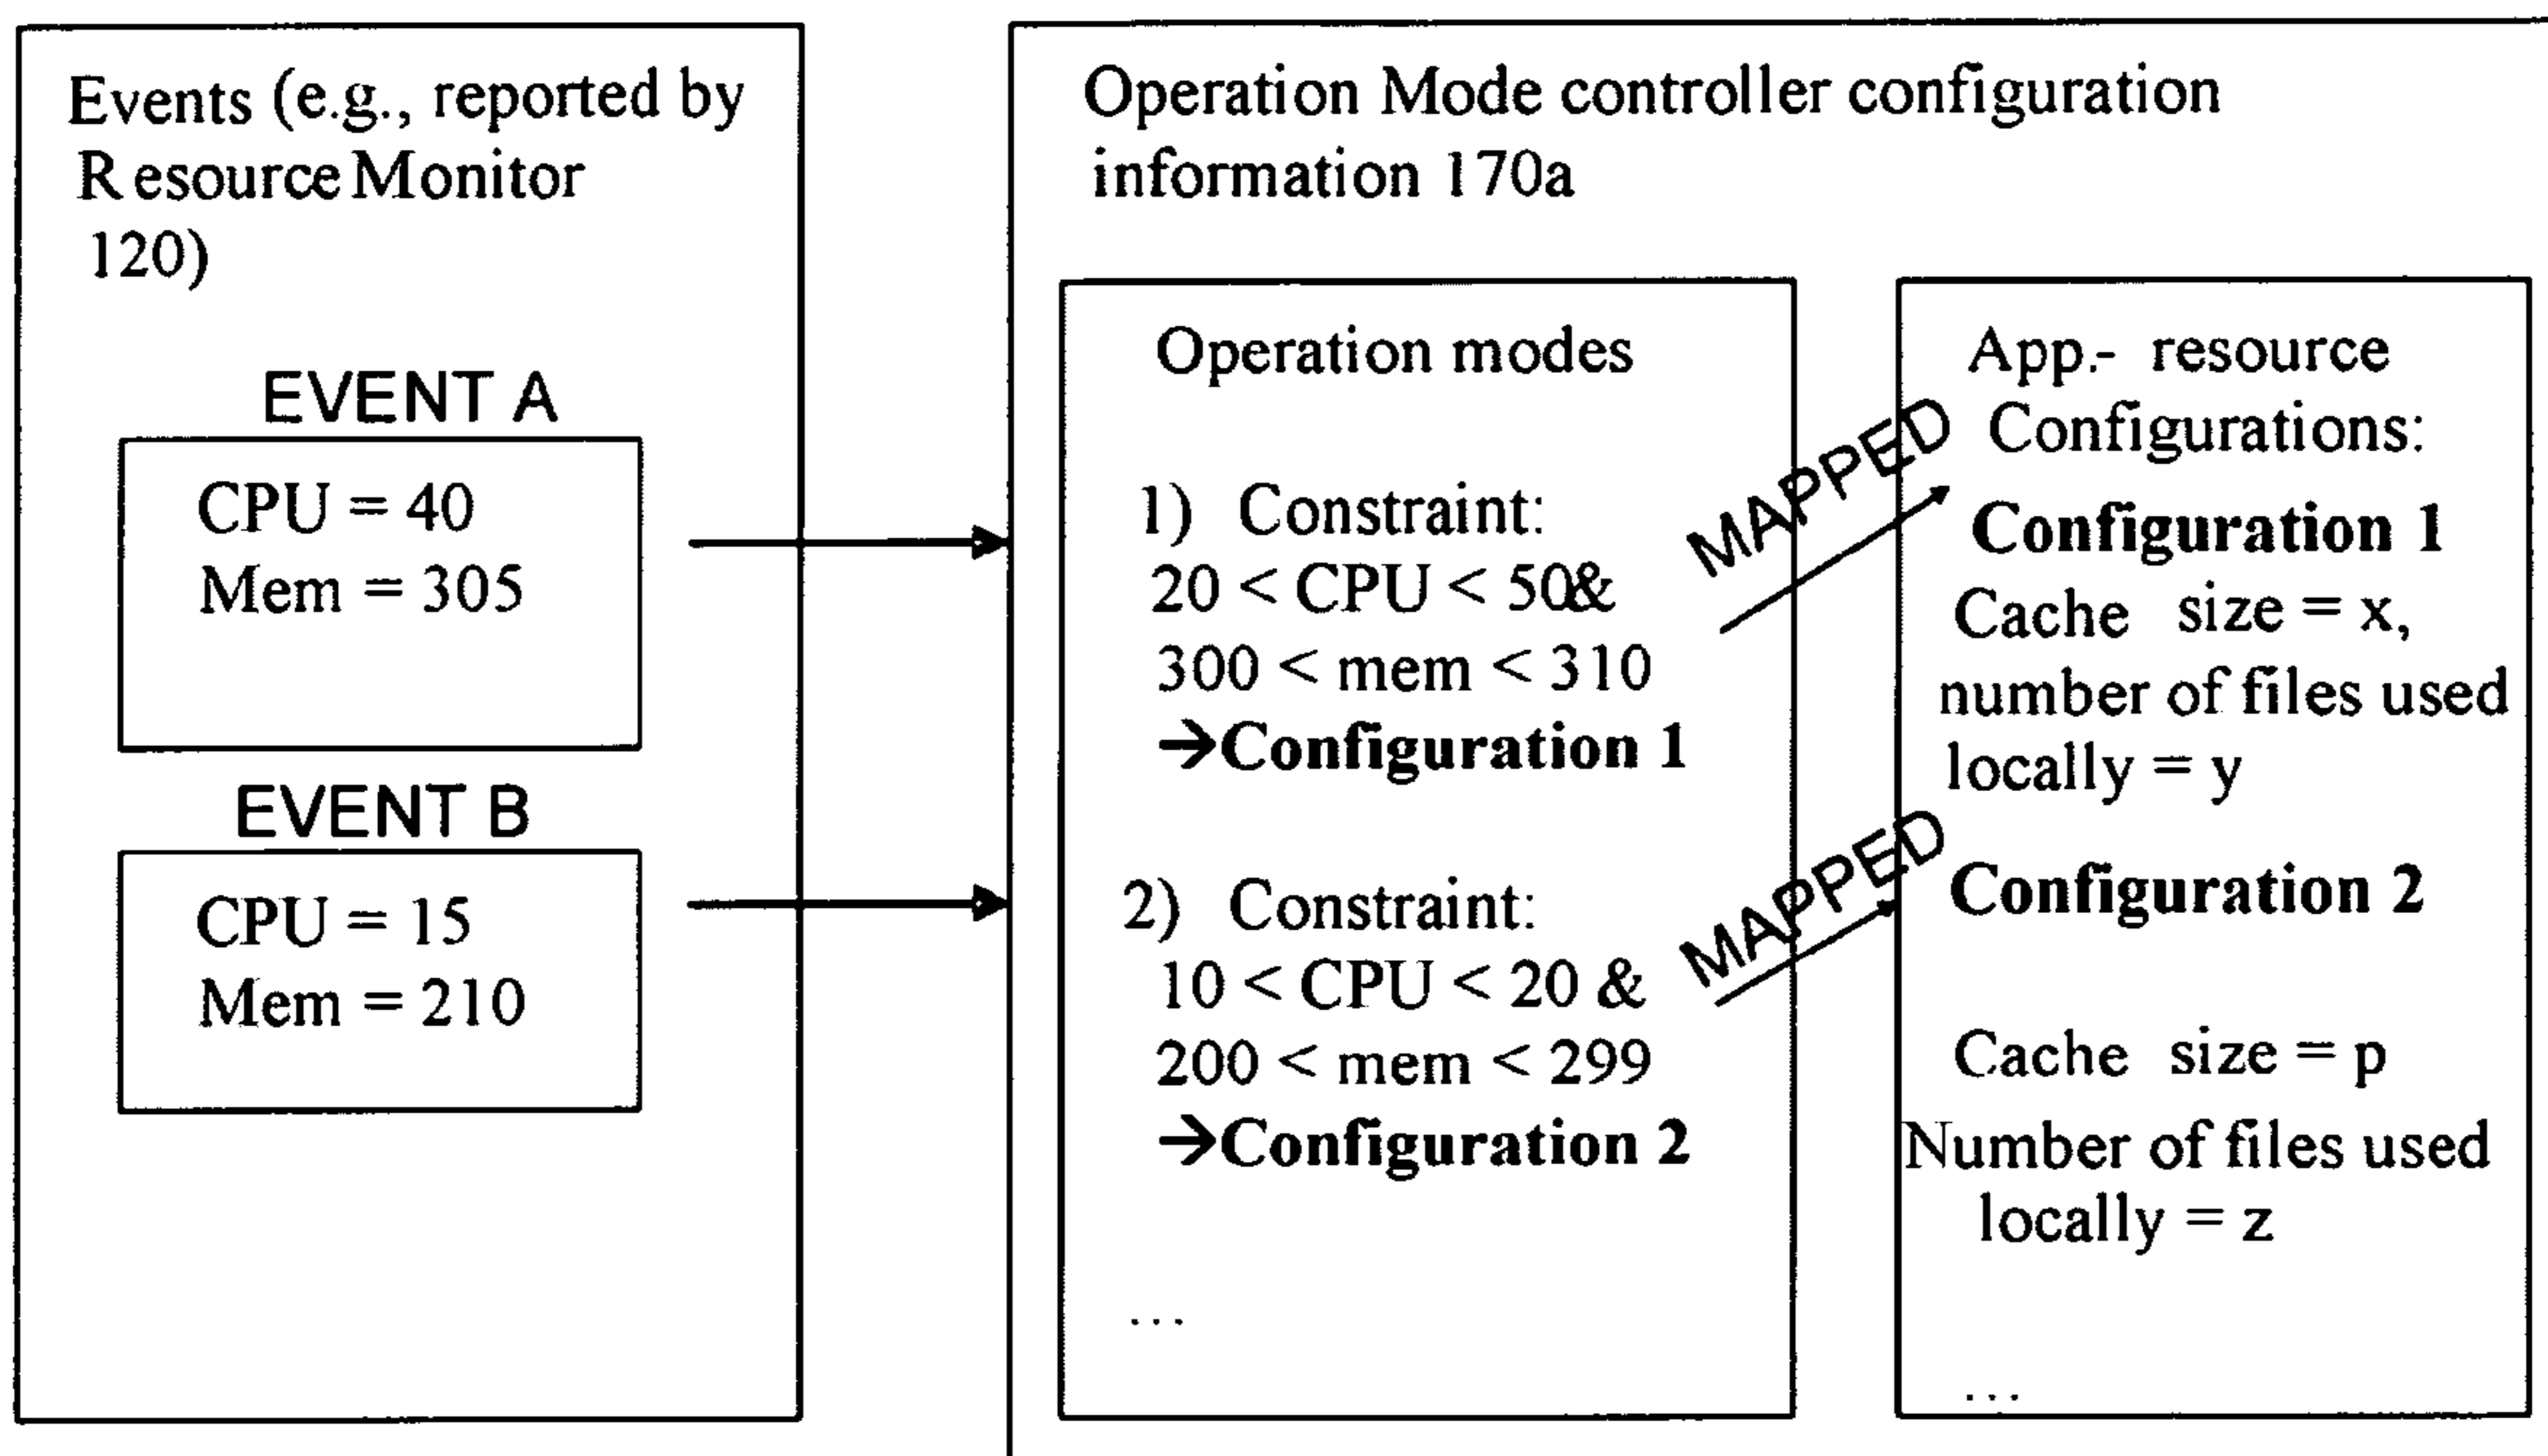 Events (e.g., reported by
Resource Monitor
120)
EVENT A
CPU = 40
Mem = 305
EVENT B
CPU = 15
Mem = 210
Operation Mode controller configuration
information 170a
Operation modes
1) Constraint:
20 < CPU < 50&
300 < mem < 310
→Configuration 1
2) Constraint:
10 < CPU < 20 &
200 < mem < 299
→Configuration 2
...
MAPPED
MAPPED
App.- resource
Configurations:
Configuration 1
Cache size = x,
number of files used
locally = y
Configuration 2
Cache size = p
Number of files used
locally = z
...